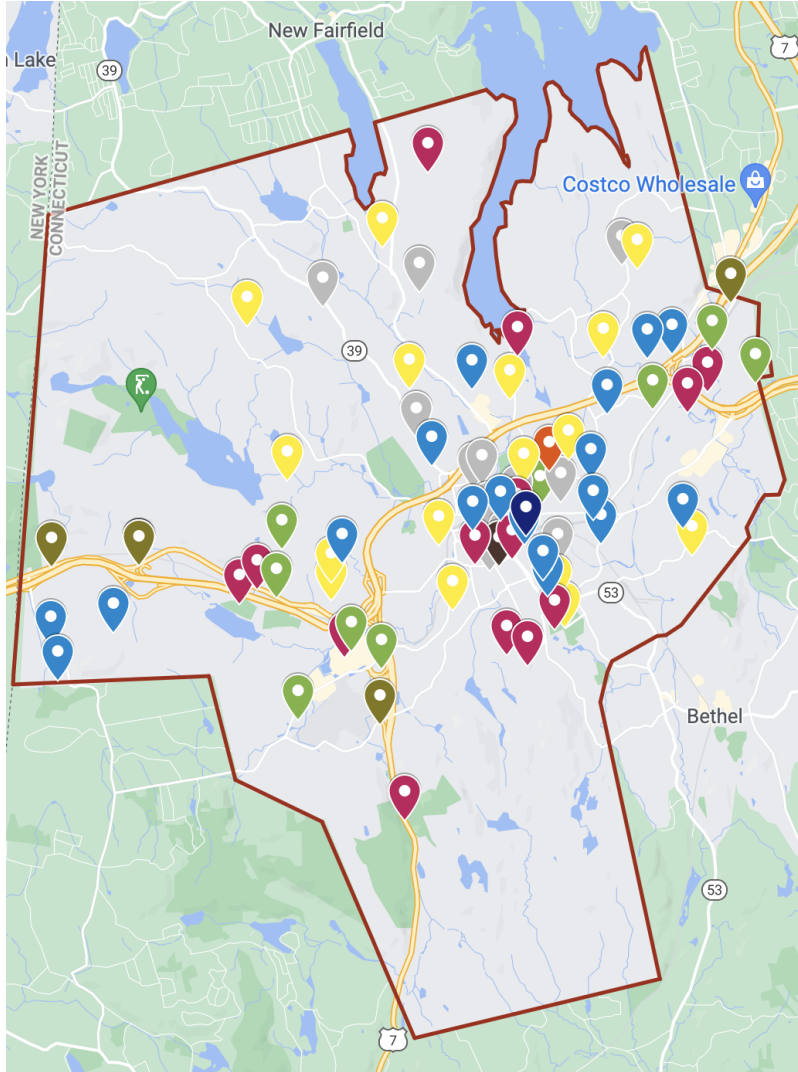 New Fairfield
7
Lake
39
NEW YORK
CONNECTICUT
Costco Wholesale
39
53
Bethel
53
7